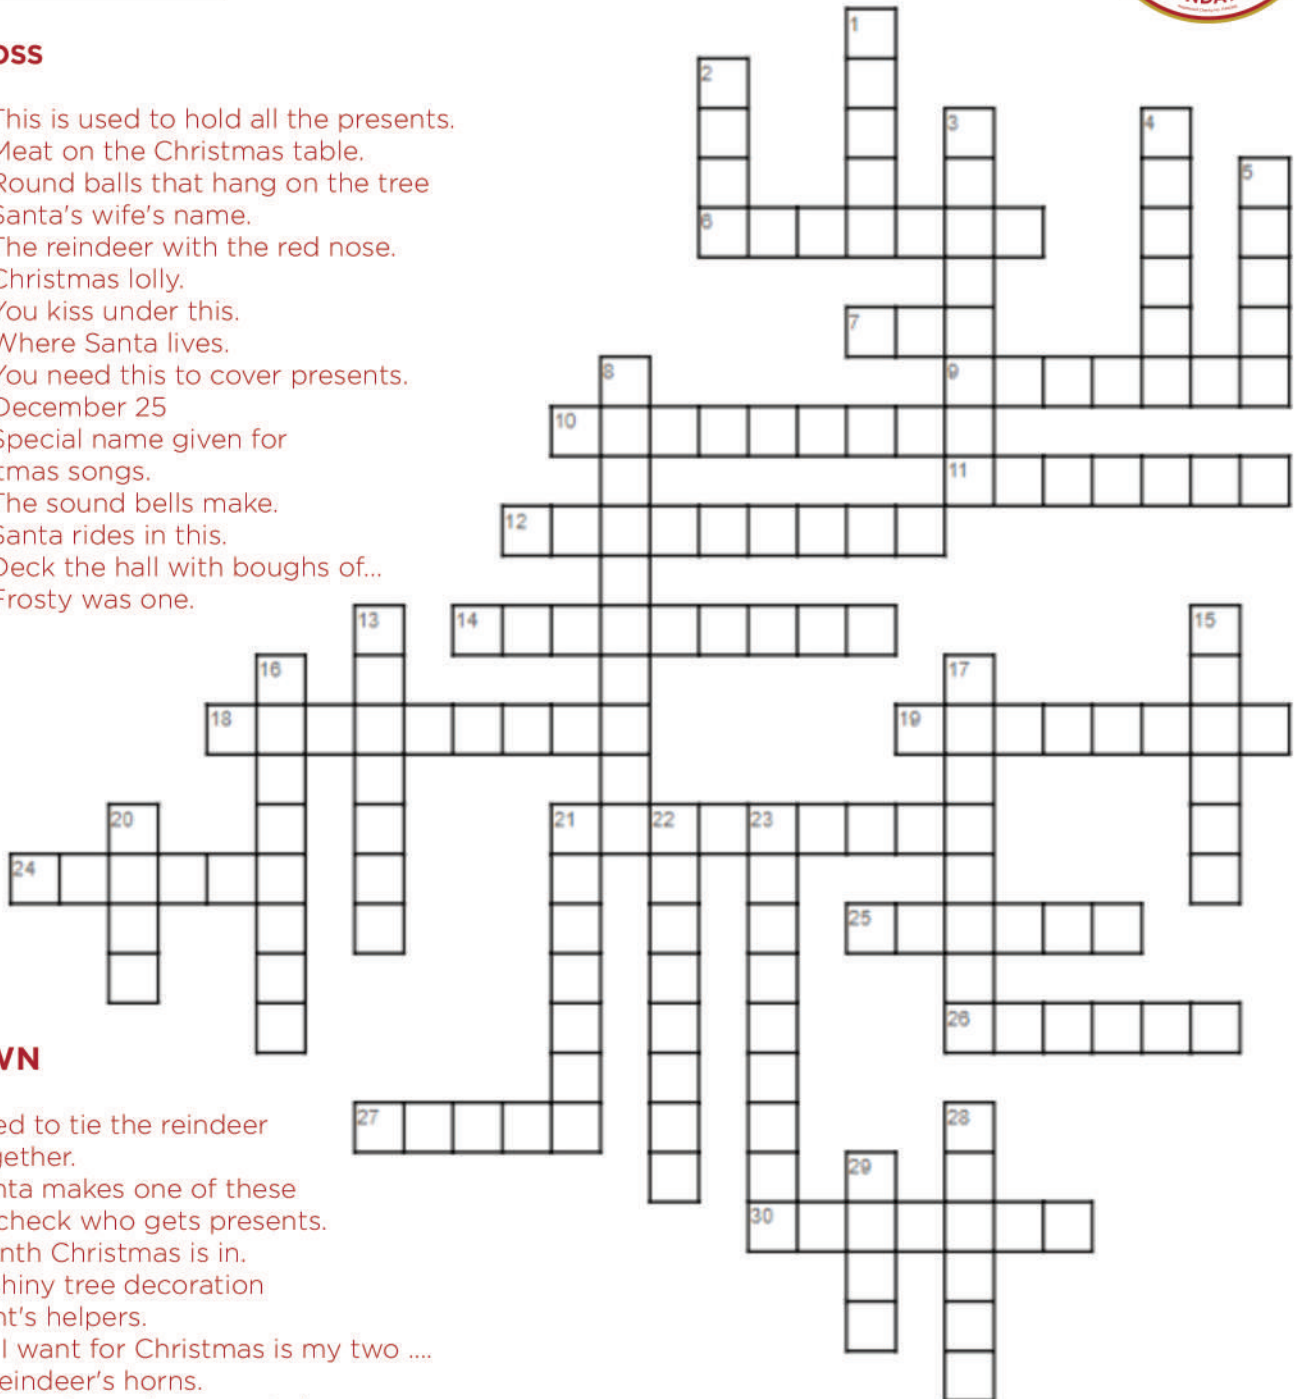 OSS
This is used to hold all the presents.
Meat on the Christmas table.
Round balls that hang on the tree
Santa's wife's name.
The reindeer with the red nose.
Christmas lolly.
You kiss under this.
Where Santa lives.
You need this to cover presents.
December 25
Special name given for
tmas songs.
The sound bells make.
Santa rides in this.
Deck the hall with boughs of...
Frosty was one.
1
2
3
4
5
6
7
8
9
10
11
12
13
14
15
16
17
18
19
20
21
22
23
24
25
26
27
28
29
30
WN
ed to tie the reindeer
gether.
nta makes one of these
check who gets presents.
nth Christmas is in.
hiny tree decoration
nt's helpers.
I want for Christmas is my two ....
eindeer's horns.